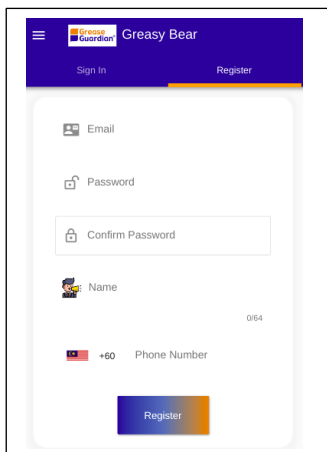 Grease
Guardian
Greasy Bear
Sign In
Register
Email
Password
Confirm Password
Name
0/64
+60
Phone Number
Register